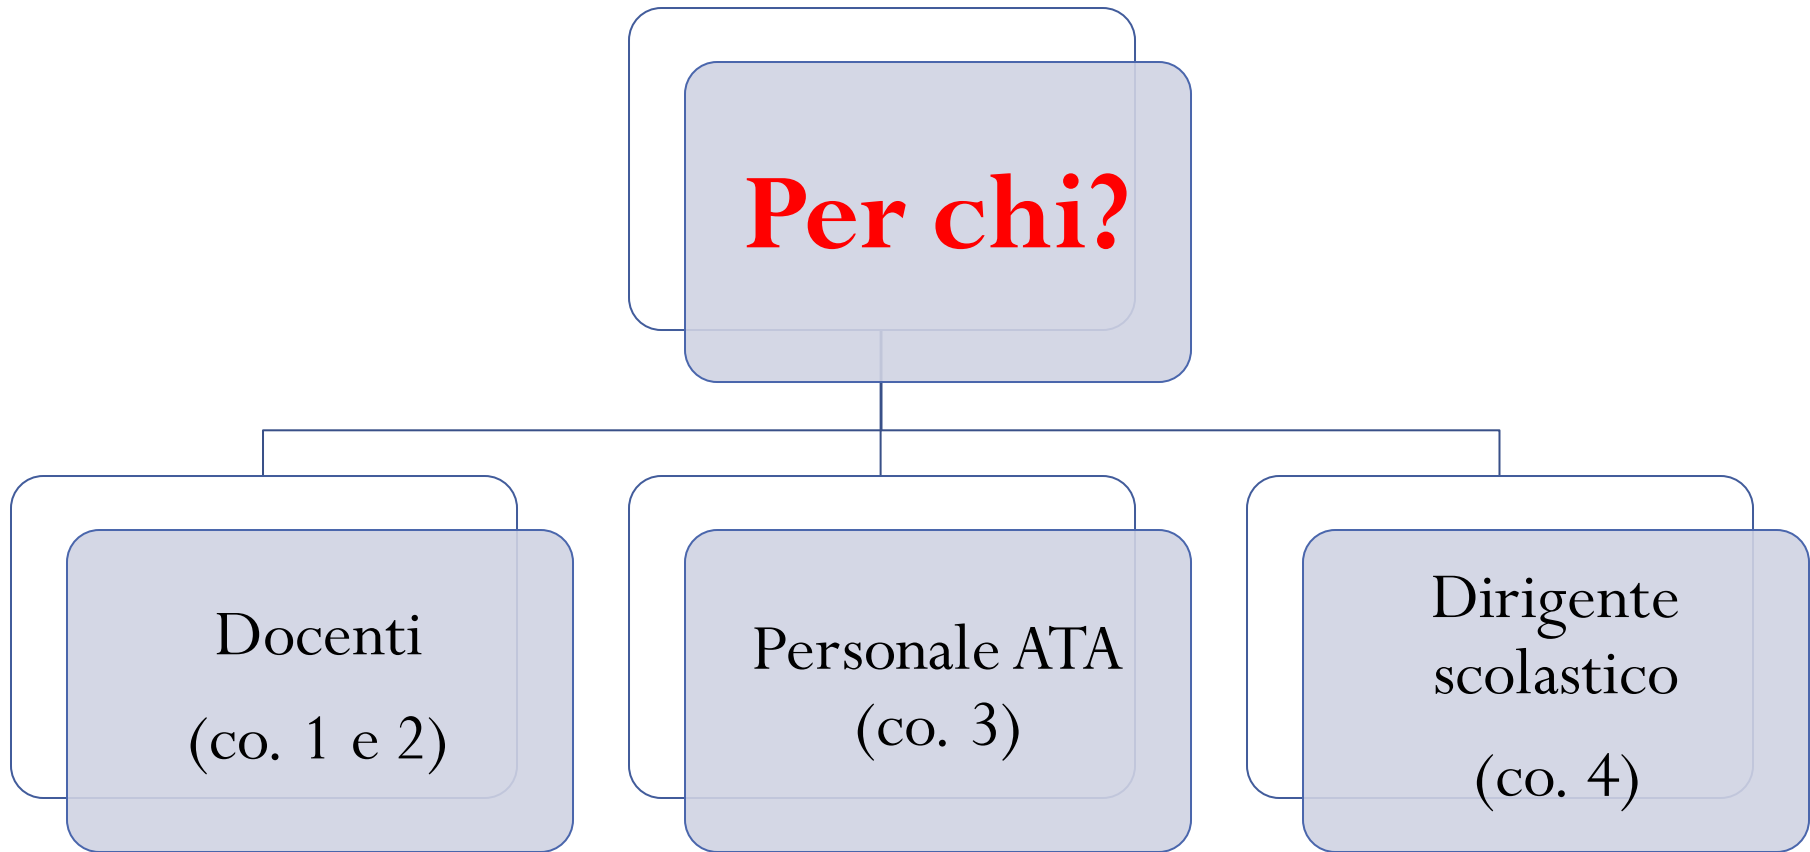 Per chi?
Docenti
(co. 1 e 2)
Personale ATA
(co. 3)
Dirigente
scolastico
(co. 4)